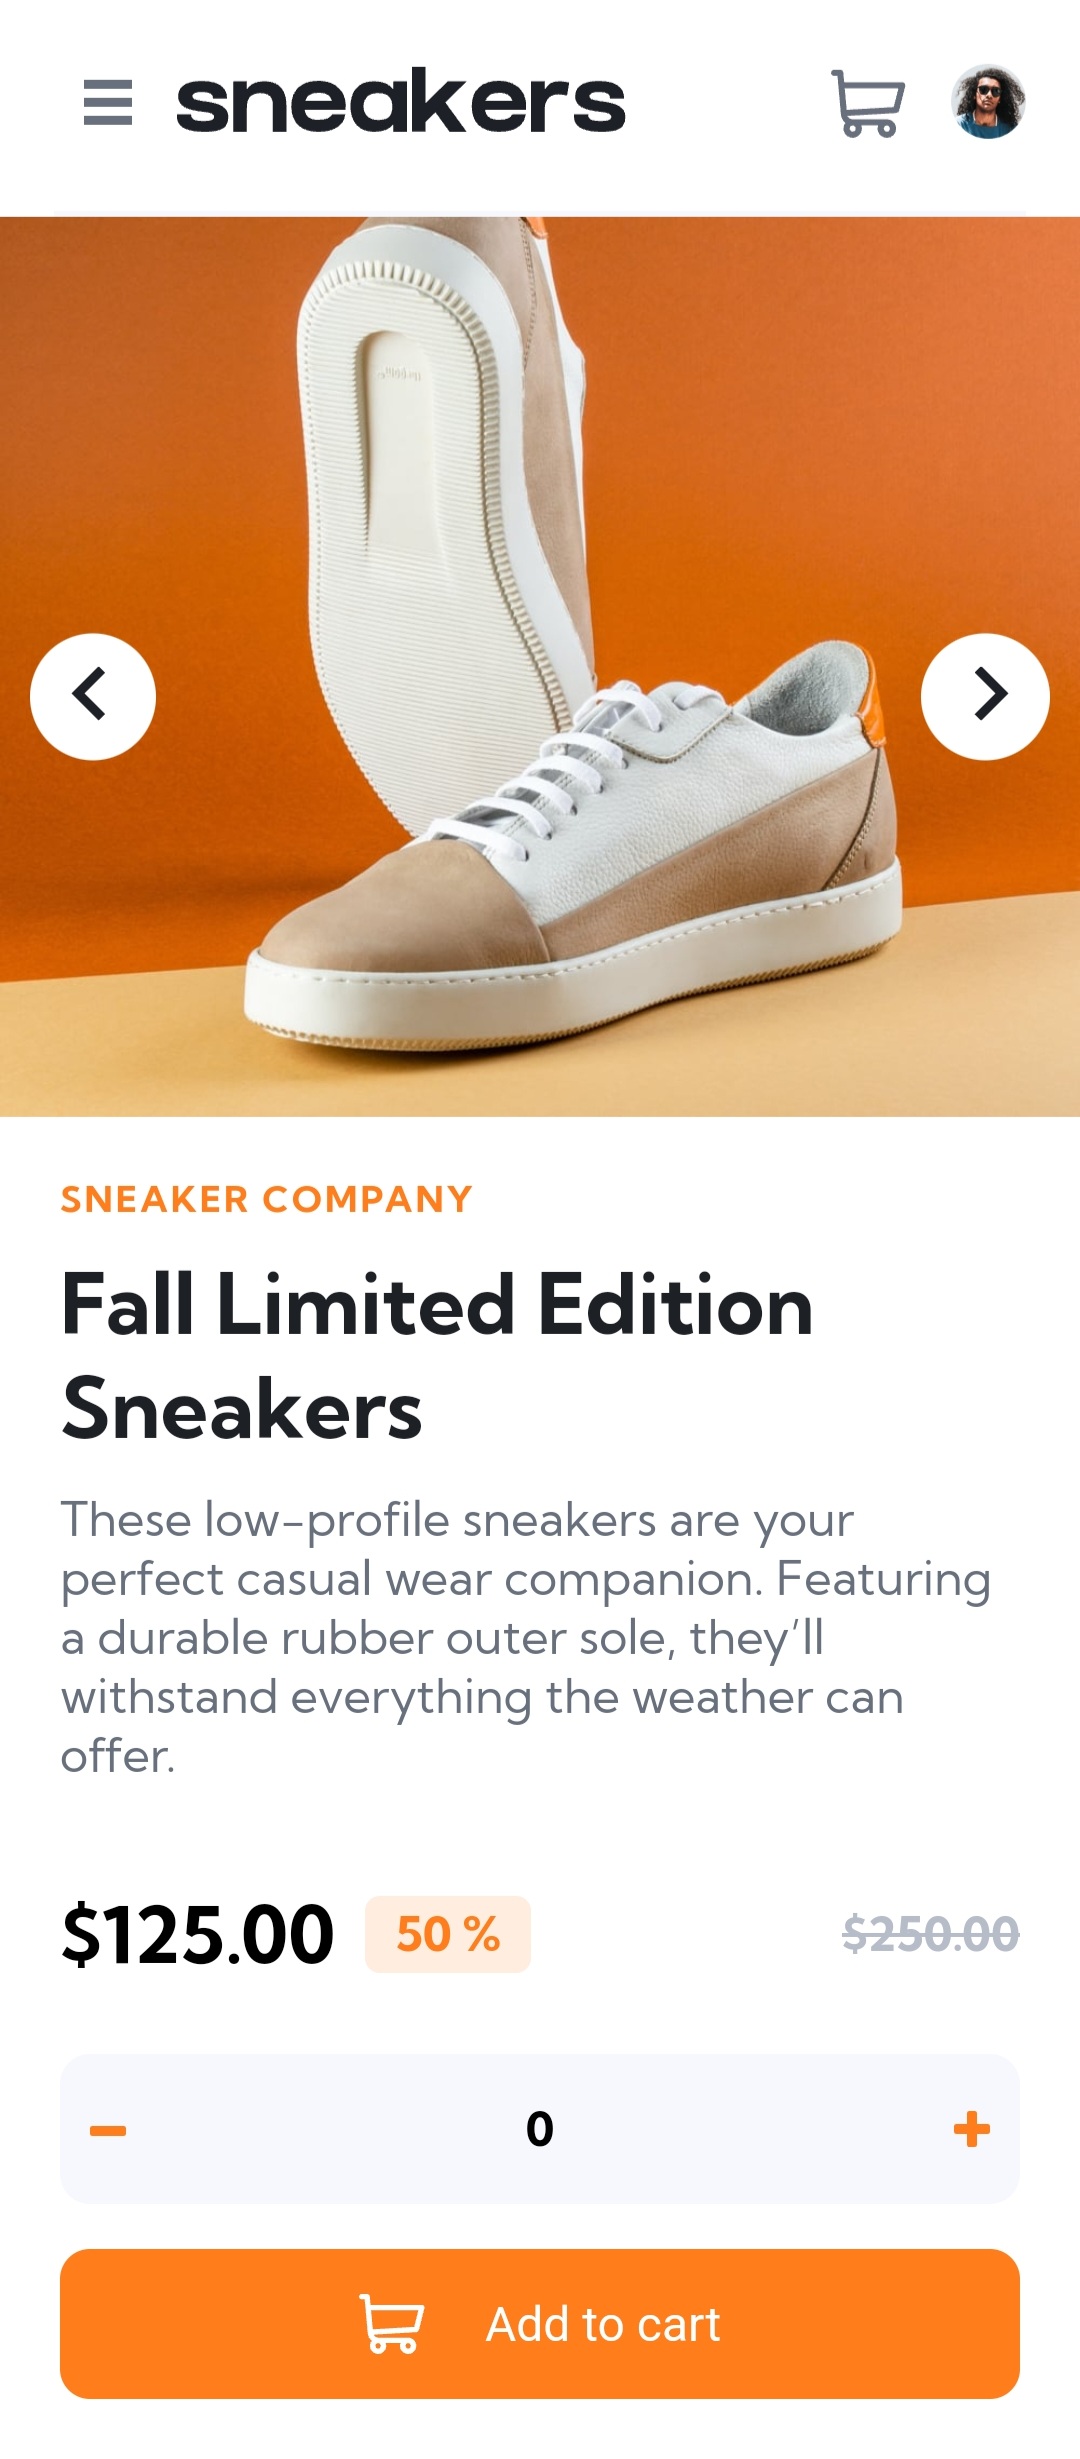 sneakers
SNEAKER COMPANY
Fall Limited Edition
Sneakers
These low-profile sneakers are your
perfect casual wear companion. Featuring
a durable rubber outer sole, they’ll
withstand everything the weather can
offer.
$125.00 50 % $250.00
0
Add to cart